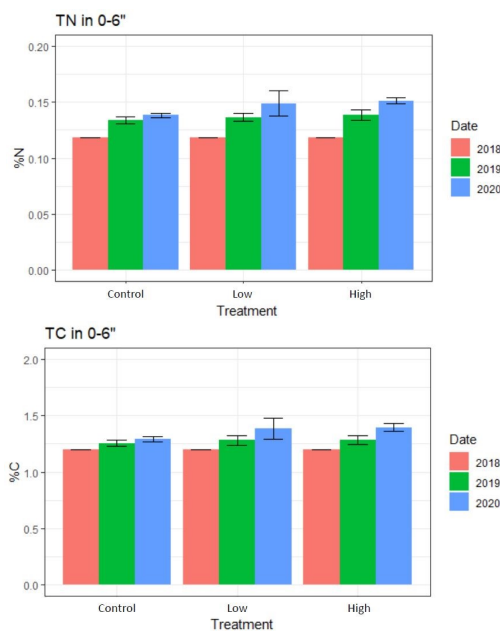 TN in 0-6"
0.20
0.15
0.10
0.05
0.00
%N
Control Low High
Treatment
Date
2018
2019
2020
TC in 0-6"
2.0
1.5
1.0
0.5
0.0
%C
Control Low High
Treatment
Date
2018
2019
2020